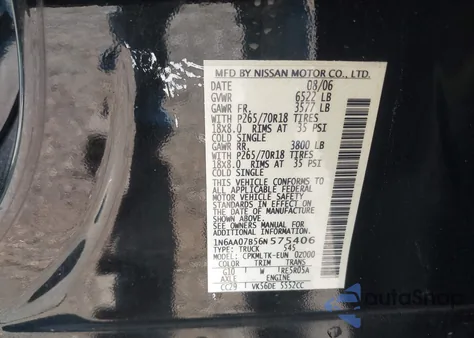 MFD BY NISSAN MOTOR CO., LTD.
DATE 08/06
GVWR 6522 LB
GAWR FR, 3577 LB
WITH P265/70R18 TIRES
18x8.0 RIMS AT 35 PSI
COLD SINGLE
GAWR RR, 3800 LB
WITH P265/70R18 TIRES
18x8.0 RIMS AT 35 PSI
COLD SINGLE
THIS VEHICLE CONFORMS TO
ALL APPLICABLE FEDERAL
MOTOR VEHICLE SAFETY
STANDARDS IN EFFECT ON
THE DATE OF MANUFACTURE
SHOWN ABOVE.
SEE OWNERS MANUAL FOR
ADDITIONAL INFORMATION.
1N6AA07B56N575406
TYPE: TRUCK S45
MODEL: CPKMLTK-EUN 02000
COLOR TRIM TRANS
G10 W RE5R05A
AXLE ENGINE
CC29 VK56DE 5552CC
AutoSnap